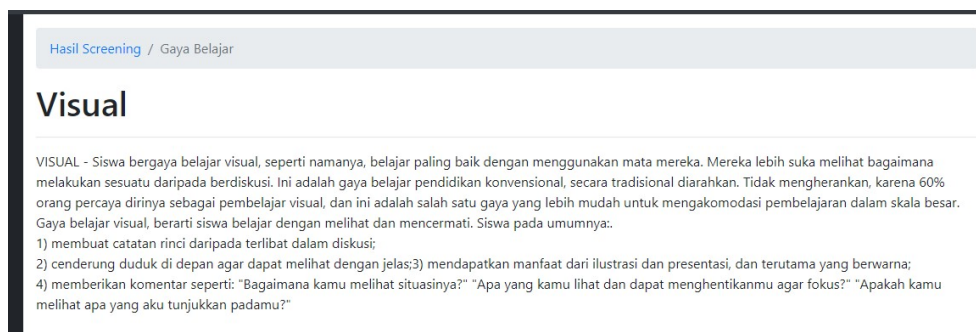 Hasil Screening / Gaya Belajar
Visual
VISUAL - Siswa bergaya belajar visual, seperti namanya, belajar paling baik dengan menggunakan mata mereka. Mereka lebih suka melihat bagaimana
melakukan sesuatu daripada berdiskusi. Ini adalah gaya belajar pendidikan konvensional, secara tradisional diarahkan. Tidak mengherankan, karena 60%
orang percaya dirinya sebagai pembelajar visual, dan ini adalah salah satu gaya yang lebih mudah untuk mengakomodasi pembelajaran dalam skala besar.
Gaya belajar visual, berarti siswa belajar dengan melihat dan mencermati. Siswa pada umumnya:.
1) membuat catatan rinci daripada terlibat dalam diskusi;
2) cenderung duduk di depan agar dapat melihat dengan jelas;3) mendapatkan manfaat dari ilustrasi dan presentasi, dan terutama yang berwarna;
4) memberikan komentar seperti: "Bagaimana kamu melihat situasinya?" "Apa yang kamu lihat dan dapat menghentikanmu agar fokus?" "Apakah kamu
melihat apa yang aku tunjukkan padamu?"